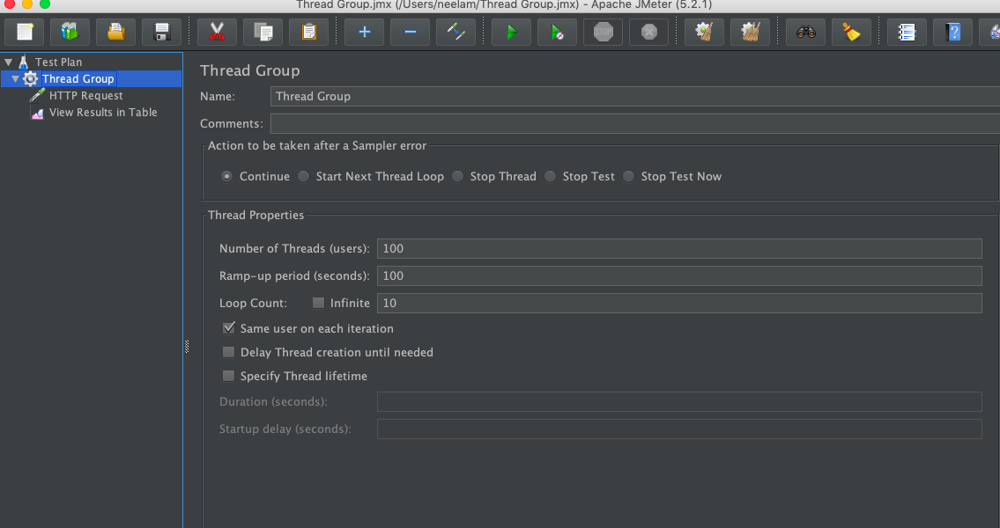 Thread Group.jmx (/Users/neelam/Thread Group.jmx) - Apache JMeter (5.2.1)
STOP
?
Test Plan
Thread Group
HTTP Request
View Results in Table
Thread Group
Name: Thread Group
Comments:
Action to be taken after a Sampler error
Continue Start Next Thread Loop Stop Thread Stop Test Stop Test Now
Thread Properties
Number of Threads (users): 100
Ramp-up period (seconds): 100
Loop Count: Infinite 10
Same user on each iteration
Delay Thread creation until needed
Specify Thread lifetime
Duration (seconds):
Startup delay (seconds):